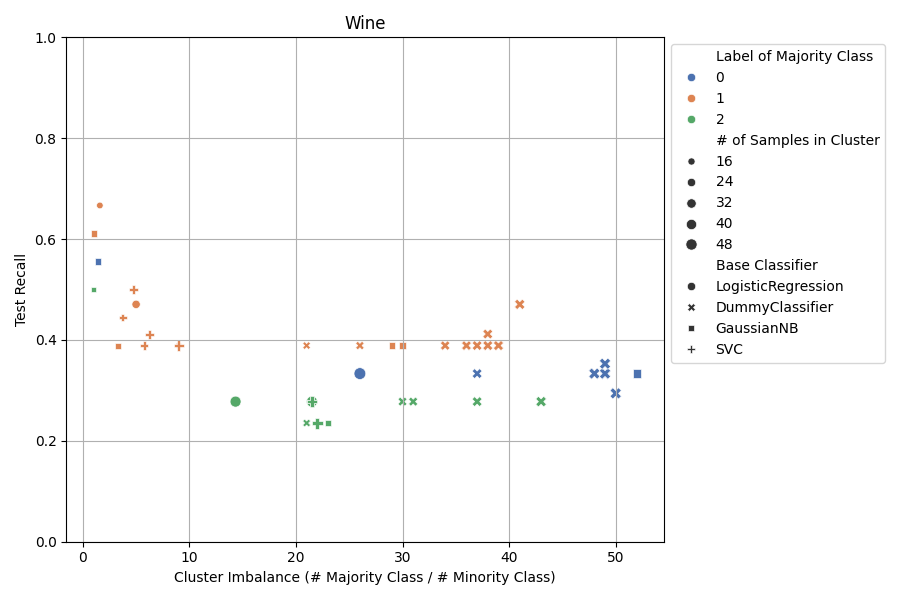 Wine
Test Recall
1.0
0.8
0.6
0.4
0.2
0.0
0 10 20 30 40 50
Cluster Imbalance (# Majority Class / # Minority Class)
Label of Majority Class
0
1
2
# of Samples in Cluster
16
24
32
40
48
Base Classifier
LogisticRegression
DummyClassifier
GaussianNB
SVC